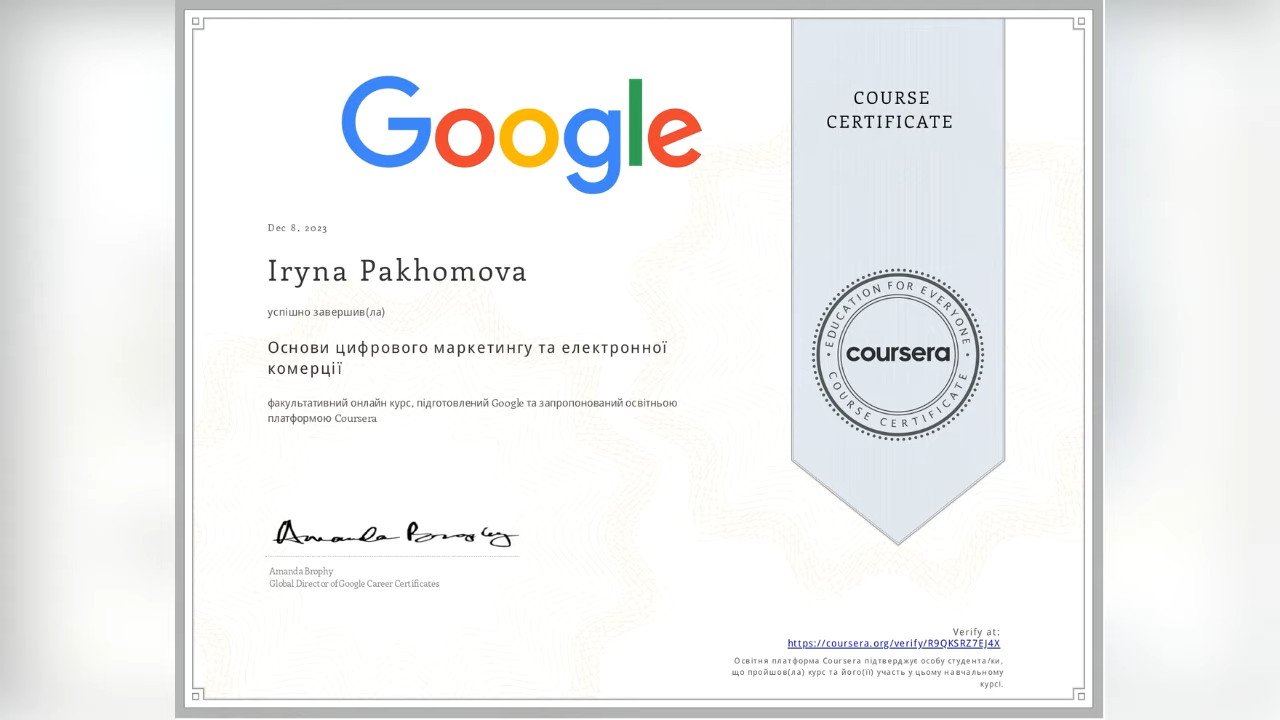 Google
COURSE
CERTIFICATE
Dec 8, 2023
Iryna Pakhomova
успішно завершив(ла)
Основи цифрового маркетингу та електронної
комерції
факультативний онлайн курс, підготовлений Google та запропонований освітньою
платформою Coursera
EDUCATION FOR EVERYONE
coursera
COURSE CERTIFICATE
Amanda Brophy
Amanda Brophy
Global Director of Google Career Certificates
Verify at:
https://coursera.org/verify/R9QKSRZ7EJ4X
Освітня платформа Coursera підтверджує особу студента/ки,
що пройшов(ла) курс та його(її) участь у цьому навчальному
курсі.